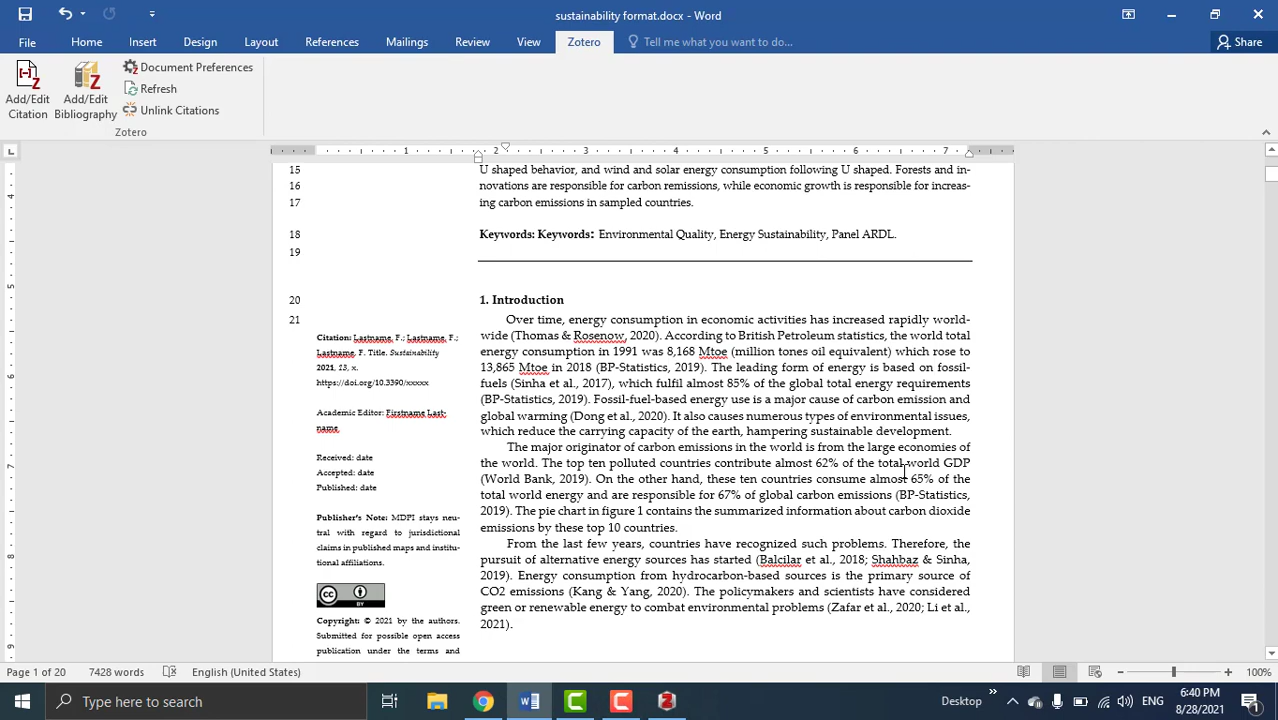 sustainability format.docx - Word
File Home Insert Design Layout References Mailings Review View Zotero Tell me what you want to do... Share
Add/Edit Citation
Add/Edit Bibliography
Document Preferences
Refresh
Unlink Citations
Zotero
1 2 3 4 5 6 7
15 U shaped behavior, and wind and solar energy consumption following U shaped. Forests and in-
16 novations are responsible for carbon remissions, while economic growth is responsible for increas-
17 ing carbon emissions in sampled countries.
18 Keywords: Keywords: Environmental Quality, Energy Sustainability, Panel ARDL.
19
20 1. Introduction
21
Citation: Lastname, F.; Lastname, F.;
Lastname, F. Title. Sustainability
2021, 13, x.
https://doi.org/10.3390/xxxxx
Academic Editor: Firstname Last-
name
Received: date
Accepted: date
Published: date
Publisher's Note: MDPI stays neu-
tral with regard to jurisdictional
claims in published maps and institu-
tional affiliations.
cc BY
Copyright: © 2021 by the authors.
Submitted for possible open access
publication under the terms and
Over time, energy consumption in economic activities has increased rapidly world-
wide (Thomas & Rosenow, 2020). According to British Petroleum statistics, the world total
energy consumption in 1991 was 8,168 Mtoe (million tones oil equivalent) which rose to
13,865 Mtoe in 2018 (BP-Statistics, 2019). The leading form of energy is based on fossil-
fuels (Sinha et al., 2017), which fulfil almost 85% of the global total energy requirements
(BP-Statistics, 2019). Fossil-fuel-based energy use is a major cause of carbon emission and
global warming (Dong et al., 2020). It also causes numerous types of environmental issues,
which reduce the carrying capacity of the earth, hampering sustainable development.
The major originator of carbon emissions in the world is from the large economies of
the world. The top ten polluted countries contribute almost 62% of the total world GDP
(World Bank, 2019). On the other hand, these ten countries consume almost 65% of the
total world energy and are responsible for 67% of global carbon emissions (BP-Statistics,
2019). The pie chart in figure 1 contains the summarized information about carbon dioxide
emissions by these top 10 countries.
From the last few years, countries have recognized such problems. Therefore, the
pursuit of alternative energy sources has started (Balcilar et al., 2018; Shahbaz & Sinha,
2019). Energy consumption from hydrocarbon-based sources is the primary source of
CO2 emissions (Kang & Yang, 2020). The policymakers and scientists have considered
green or renewable energy to combat environmental problems (Zafar et al., 2020; Li et al.,
2021).
4
5
6
7
8
9
Page 1 of 20 7428 words English (United States) 100%
Type here to search
Desktop
ENG
6:40 PM
8/28/2021
1